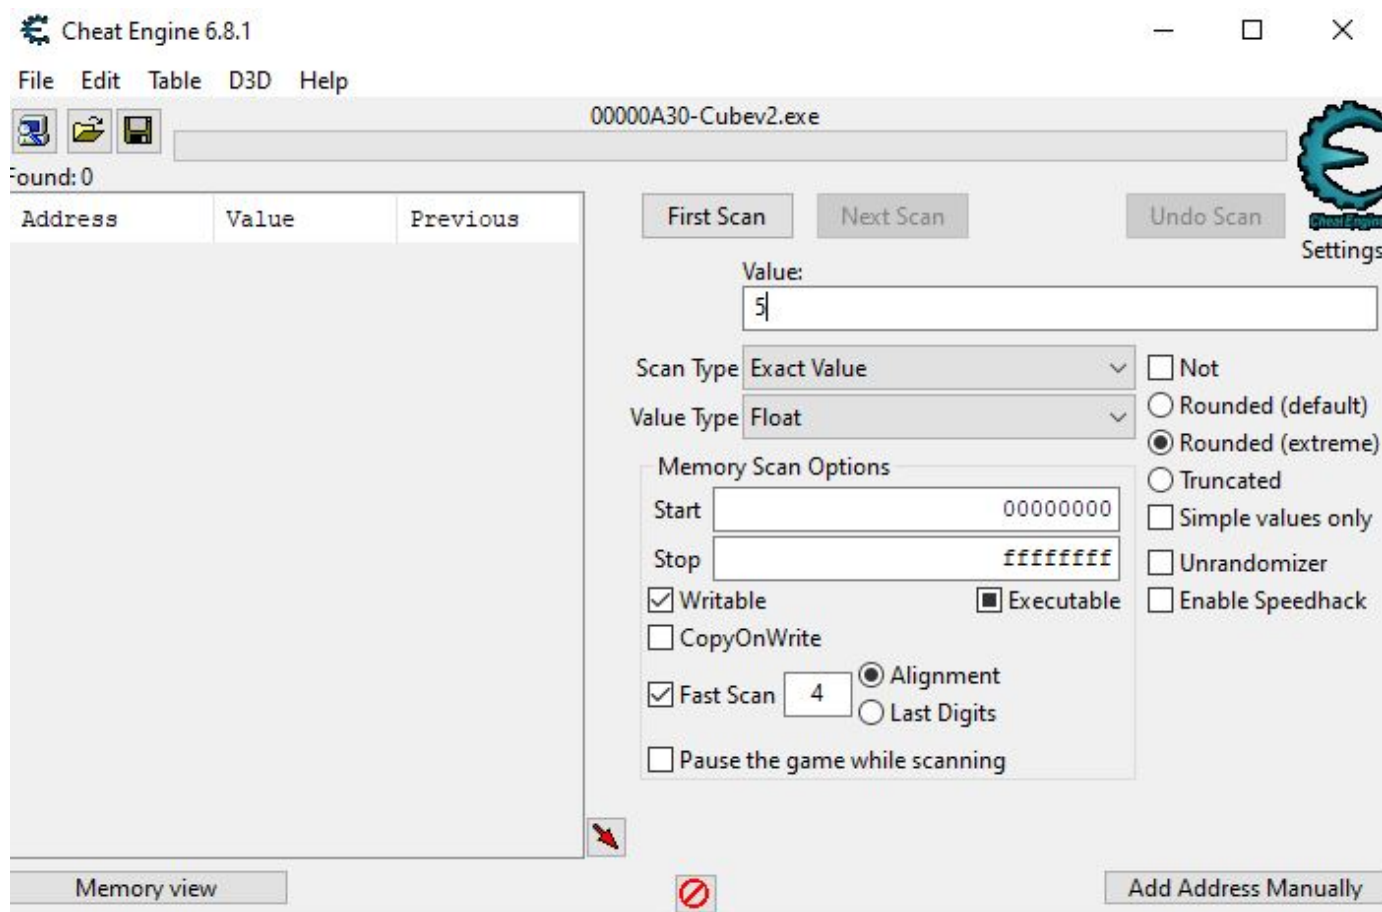 Cheat Engine 6.8.1
File Edit Table D3D Help
00000A30-Cubev2.exe
Found: 0
Address Value Previous
First Scan Next Scan Undo Scan
Cheat Engine
Settings
Value:
5
Scan Type Exact Value
Not
Value Type Float
Rounded (default)
Rounded (extreme)
Memory Scan Options
Truncated
Start 00000000
Simple values only
Stop ffffffff
Unrandomizer
Writable Executable Enable Speedhack
CopyOnWrite
Alignment
Fast Scan 4
Last Digits
Pause the game while scanning
Memory view Add Address Manually